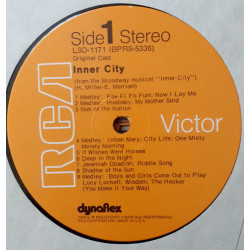 Side 1 Stereo
LSO-1171 (BPRS-5336)
Original Cast
Inner City
(from the Broadway musical "Inner City")
(H. Miller-E. Merriam)
1 Medley: Fee Fi Fo Fum; Now I Lay Me
2 Medley: Hushaby; My Mother Said
3 Nub of the Nation
4 Medley: Urban Mary; City Life; One Misty
Moisty Morning
5 If Wishes Were Horses
6 Deep in the Night
7 Jeremiah Obadiah, Riddle Song
8 Shadow of the Sun
9 Medley: Boys and Girls Come Out to Play
Lucy Lockett; Wisdom; The Hooker
(You Make It Your Way)
RCA
Victor
dynaflex